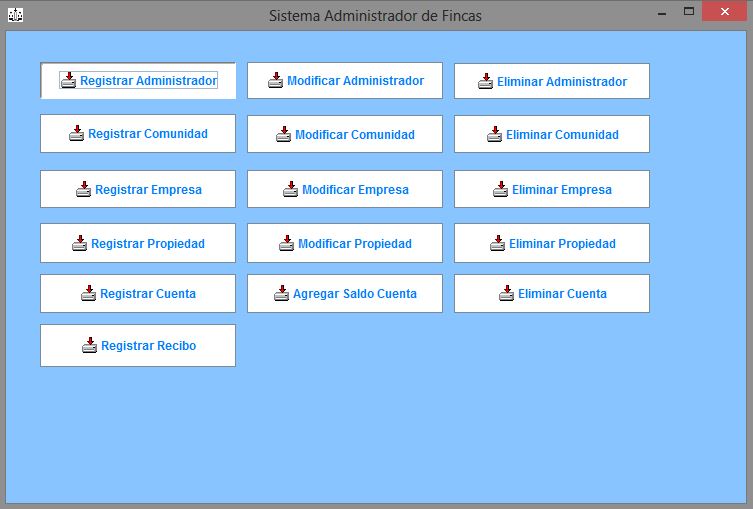 Sistema Administrador de Fincas
Registrar Administrador
Modificar Administrador
Eliminar Administrador
Registrar Comunidad
Modificar Comunidad
Eliminar Comunidad
Registrar Empresa
Modificar Empresa
Eliminar Empresa
Registrar Propiedad
Modificar Propiedad
Eliminar Propiedad
Registrar Cuenta
Agregar Saldo Cuenta
Eliminar Cuenta
Registrar Recibo